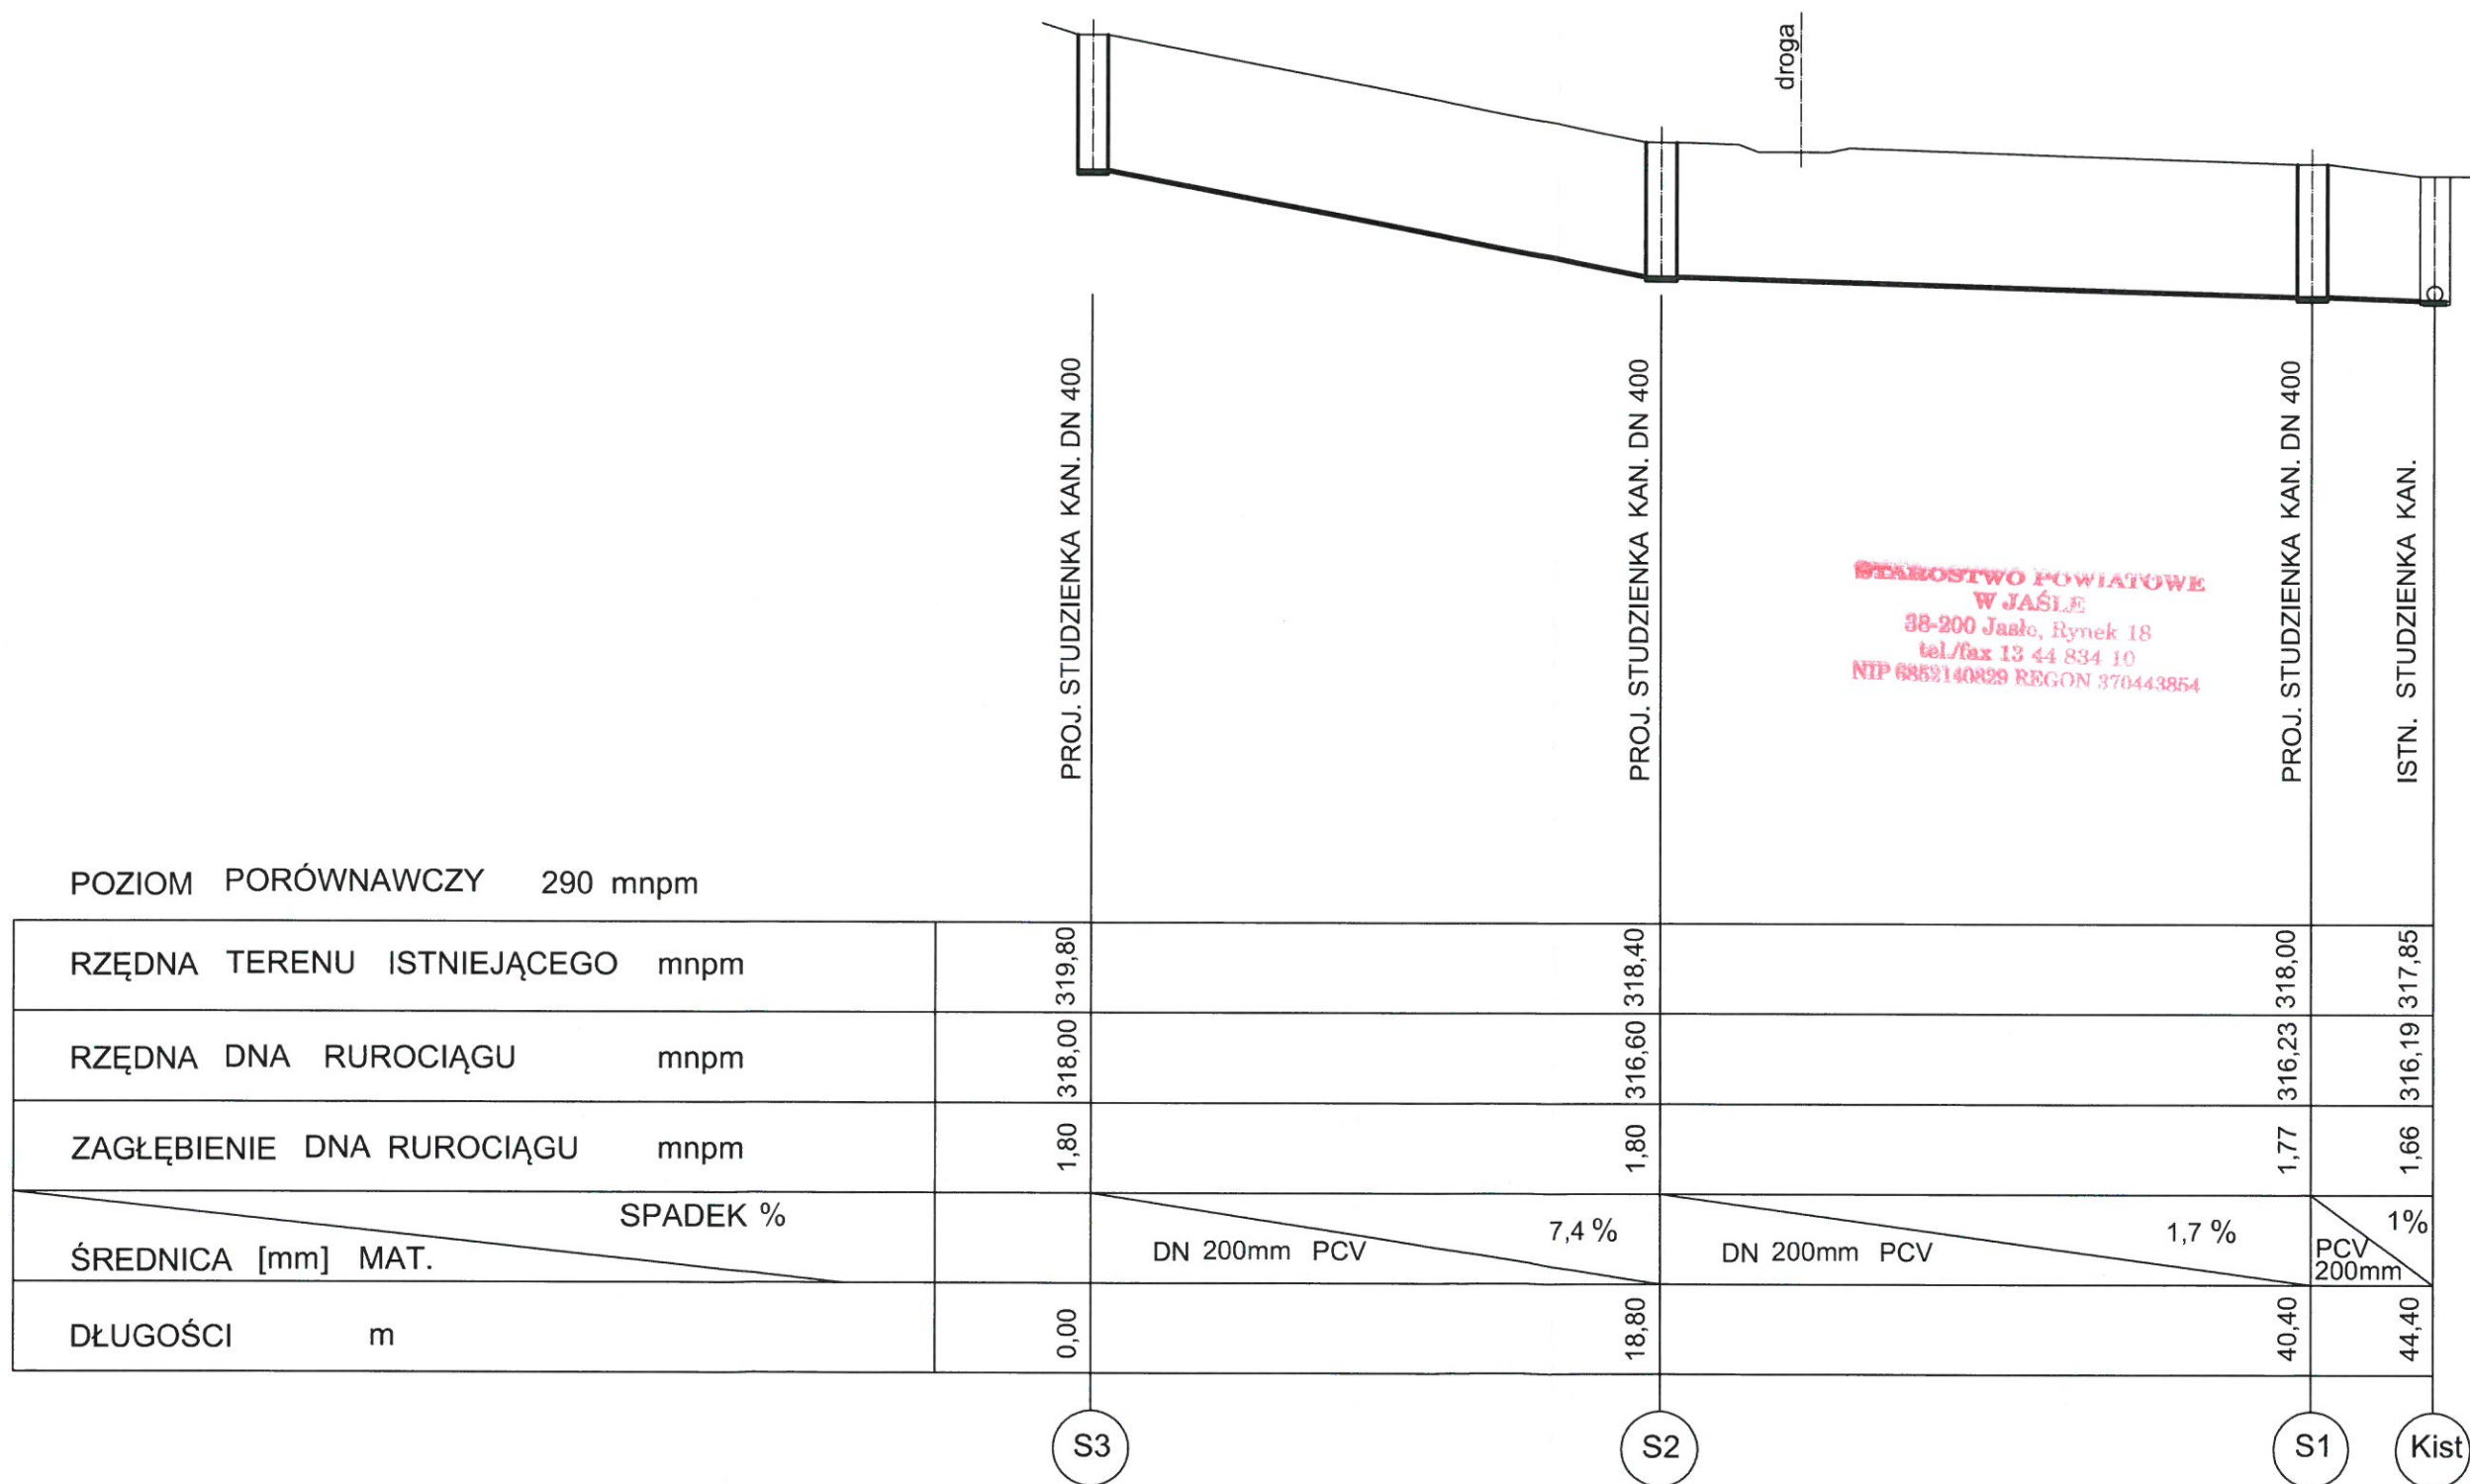 droga
PROJ. STUDZIENKA KAN. DN 400
PROJ. STUDZIENKA KAN. DN 400
PROJ. STUDZIENKA KAN. DN 400
ISTN. STUDZIENKA KAN.
STAROSTWO POWIATOWE
W JAŚLE
38-200 Jasło, Rynek 18
tel./fax 13 44 834 10
NIP 6852140829 REGON 370443854
POZIOM PORÓWNAWCZY 290 mnpm
RZĘDNA TERENU ISTNIEJĄCEGO mnpm 319,80 318,40 318,00 317,85
RZĘDNA DNA RUROCIĄGU mnpm 318,00 316,60 316,23 316,19
ZAGŁĘBIENIE DNA RUROCIĄGU mnpm 1,80 1,80 1,77 1,66
SPADEK % 7,4 % 1,7 % 1%
ŚREDNICA [mm] MAT. DN 200mm PCV DN 200mm PCV PCV
200mm
DŁUGOŚCI m 0,00 18,80 40,40 44,40
S3 S2 S1 Kist